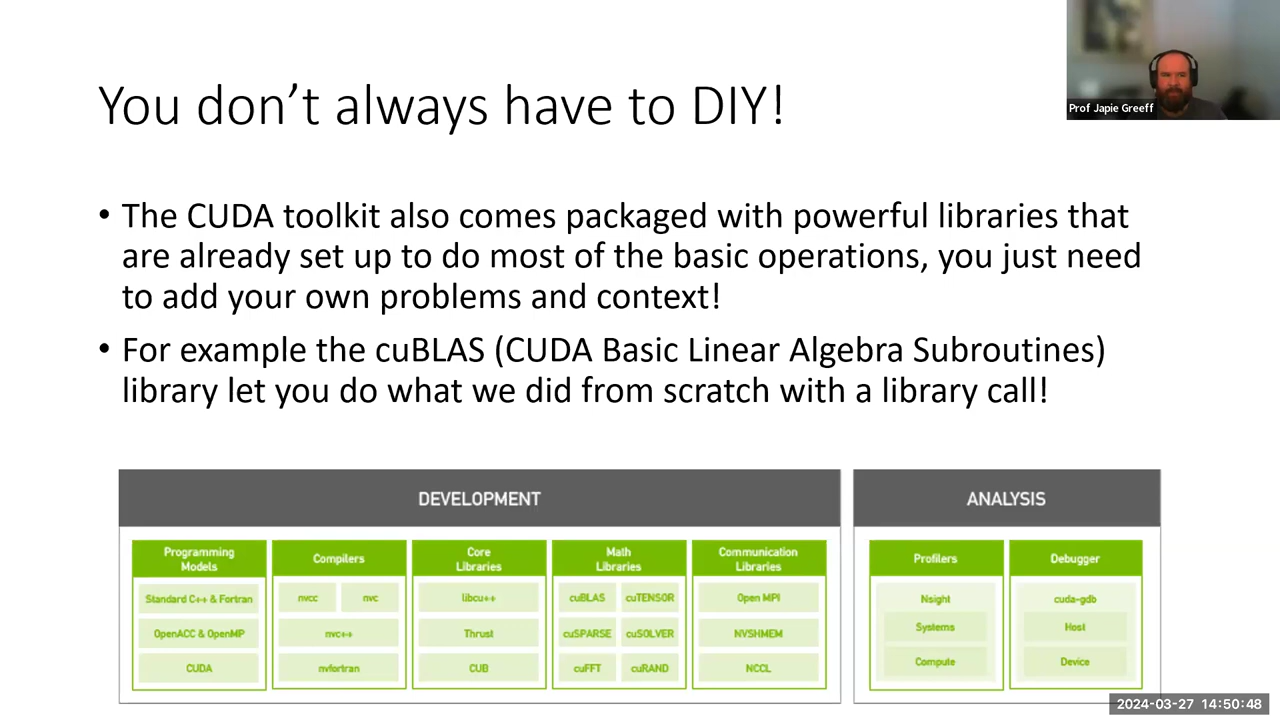 You don't always have to DIY!
Prof Japie Greeff
• The CUDA toolkit also comes packaged with powerful libraries that
are already set up to do most of the basic operations, you just need
to add your own problems and context!
• For example the cuBLAS (CUDA Basic Linear Algebra Subroutines)
library let you do what we did from scratch with a library call!
DEVELOPMENT
Programming
Models
Standard C++ & Fortran
OpenACC & OpenMP
CUDA
Compilers
nvcc nvc
nvc++
nvfortran
Core
Libraries
libcu++
Thrust
CUB
Math
Libraries
cuBLAS cuTENSOR
cuSPARSE cuSOLVER
cuFFT cuRAND
Communication
Libraries
Open MPI
NVSHMEM
NCCL
ANALYSIS
Profilers
Nsight
Systems
Compute
Debugger
cuda-gdb
Host
Device
2024-03-27 14:50:48